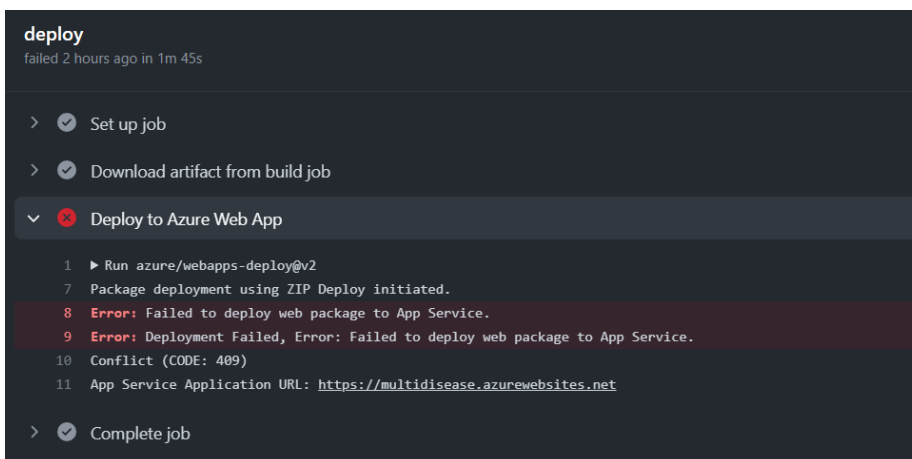 deploy
failed 2 hours ago in 1m 45s
Set up job
Download artifact from build job
Deploy to Azure Web App
1 ▶ Run azure/webapps-deploy@v2
7 Package deployment using ZIP Deploy initiated.
8 Error: Failed to deploy web package to App Service.
9 Error: Deployment Failed, Error: Failed to deploy web package to App Service.
10 Conflict (CODE: 409)
11 App Service Application URL: https://multidisease.azurewebsites.net
Complete job